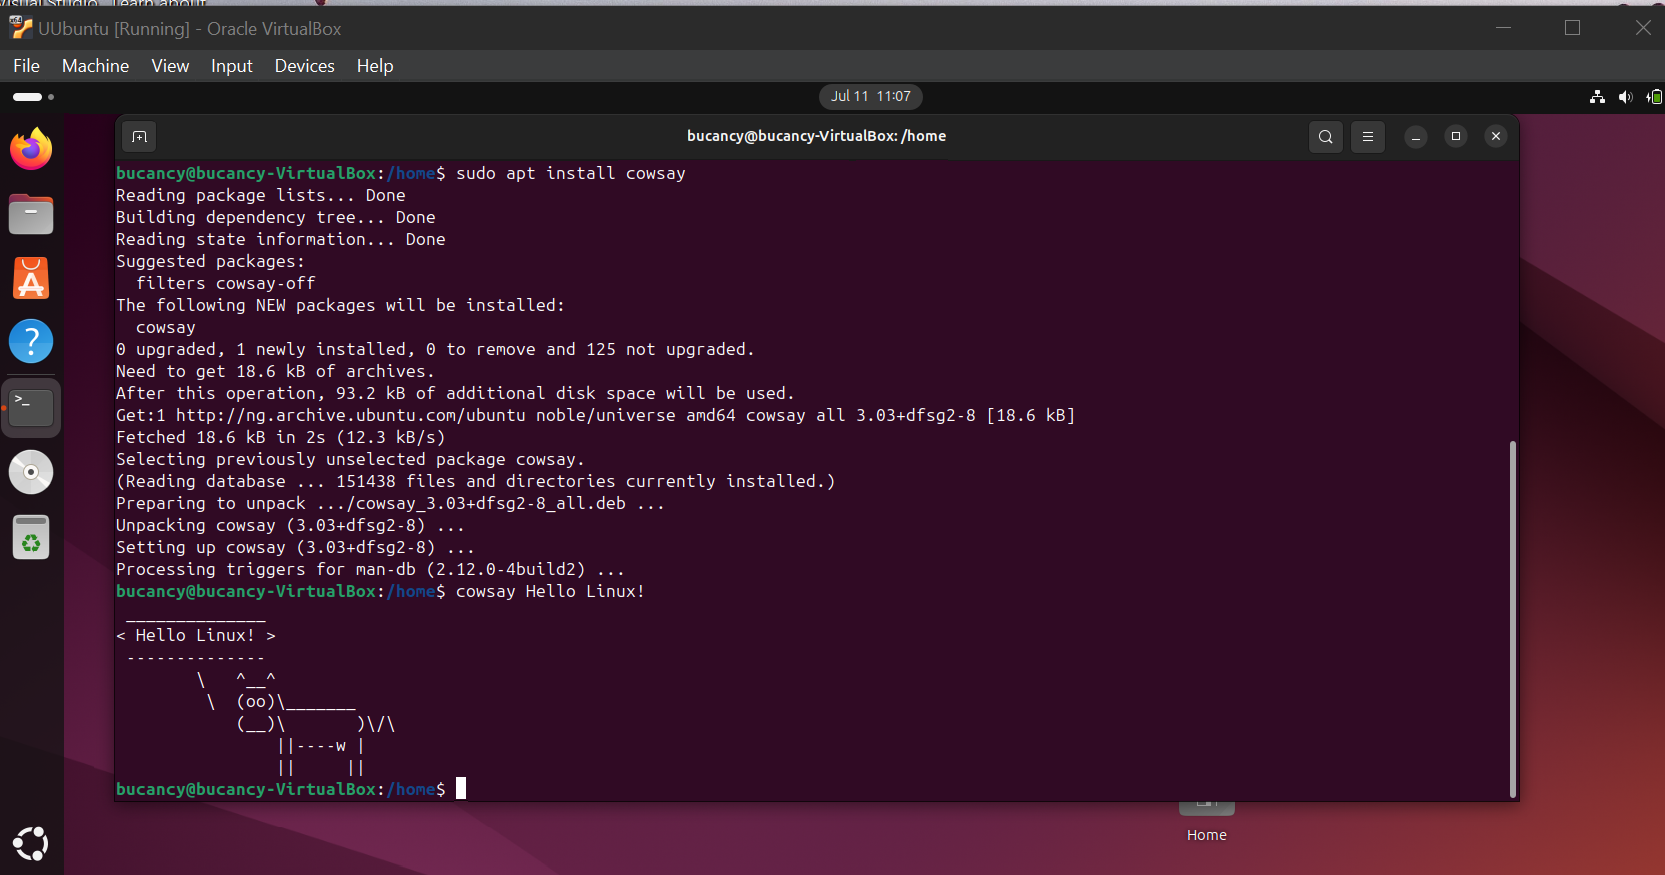 Visual Studio   Learn about
UUbuntu [Running] - Oracle VirtualBox
File Machine View Input Devices Help
Jul 11 11:07
bucancy@bucancy-VirtualBox: /home
bucancy@bucancy-VirtualBox:/home$ sudo apt install cowsay
Reading package lists... Done
Building dependency tree... Done
Reading state information... Done
Suggested packages:
  filters cowsay-off
The following NEW packages will be installed:
  cowsay
0 upgraded, 1 newly installed, 0 to remove and 125 not upgraded.
Need to get 18.6 kB of archives.
After this operation, 93.2 kB of additional disk space will be used.
Get:1 http://ng.archive.ubuntu.com/ubuntu noble/universe amd64 cowsay all 3.03+dfsg2-8 [18.6 kB]
Fetched 18.6 kB in 2s (12.3 kB/s)
Selecting previously unselected package cowsay.
(Reading database ... 151438 files and directories currently installed.)
Preparing to unpack .../cowsay_3.03+dfsg2-8_all.deb ...
Unpacking cowsay (3.03+dfsg2-8) ...
Setting up cowsay (3.03+dfsg2-8) ...
Processing triggers for man-db (2.12.0-4build2) ...
bucancy@bucancy-VirtualBox:/home$ cowsay Hello Linux!
 ______________
< Hello Linux! >
 --------------
        \   ^__^
         \  (oo)\_______
            (__)\       )\/\
                ||----w |
                ||     ||
bucancy@bucancy-VirtualBox:/home$
Home